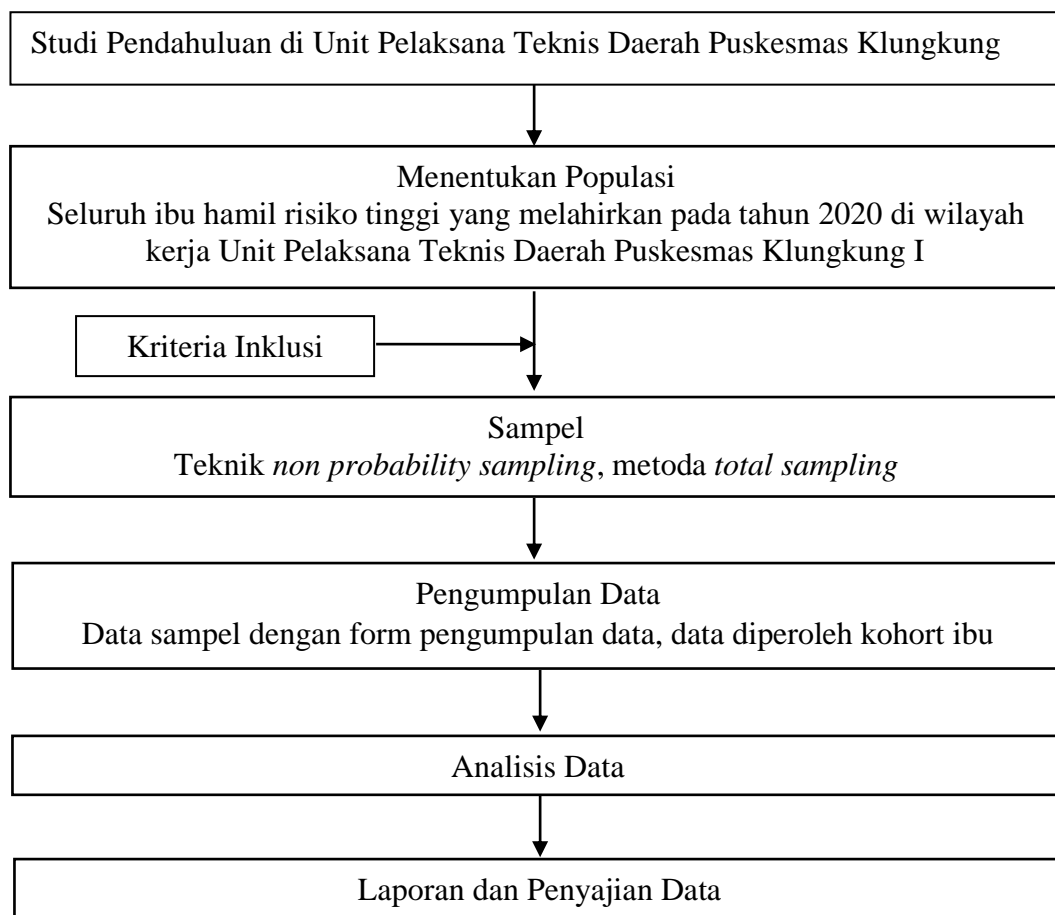 Studi Pendahuluan di Unit Pelaksana Teknis Daerah Puskesmas Klungkung
Menentukan Populasi
Seluruh ibu hamil risiko tinggi yang melahirkan pada tahun 2020 di wilayah
kerja Unit Pelaksana Teknis Daerah Puskesmas Klungkung I
Kriteria Inklusi
Sampel
Teknik non probability sampling, metoda total sampling
Pengumpulan Data
Data sampel dengan form pengumpulan data, data diperoleh kohort ibu
Analisis Data
Laporan dan Penyajian Data